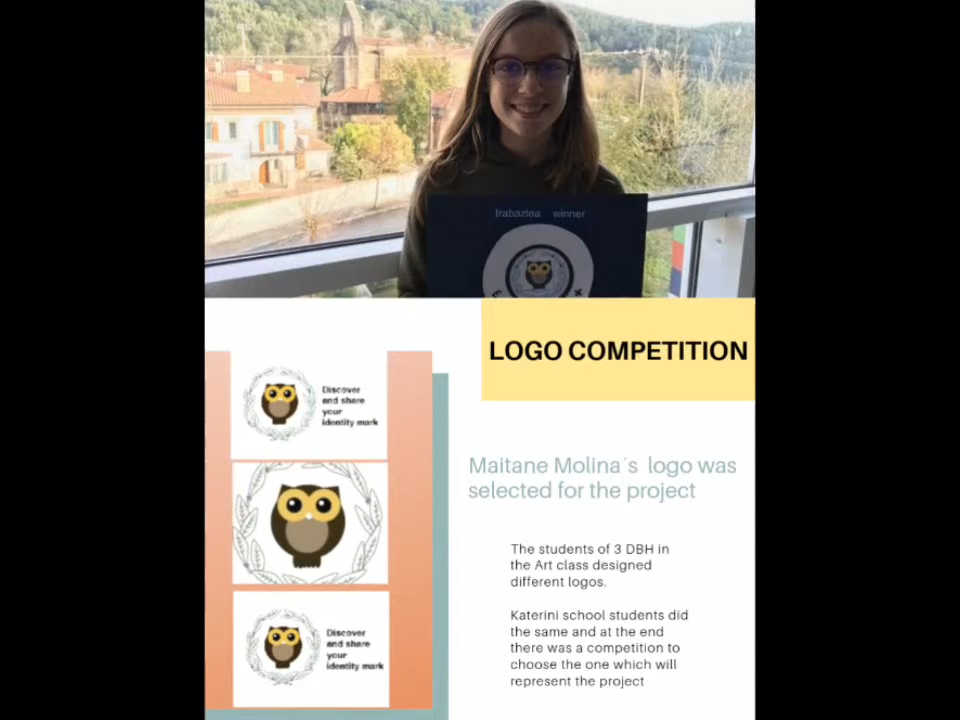 Irabazlea winner
E +
LOGO COMPETITION
Discover
and share
your
identity mark
Maitane Molina´s logo was
selected for the project
The students of 3 DBH in
the Art class designed
different logos.
Katerini school students did
the same and at the end
there was a competition to
choose the one which will
represent the project
Discover
and share
your
identity mark